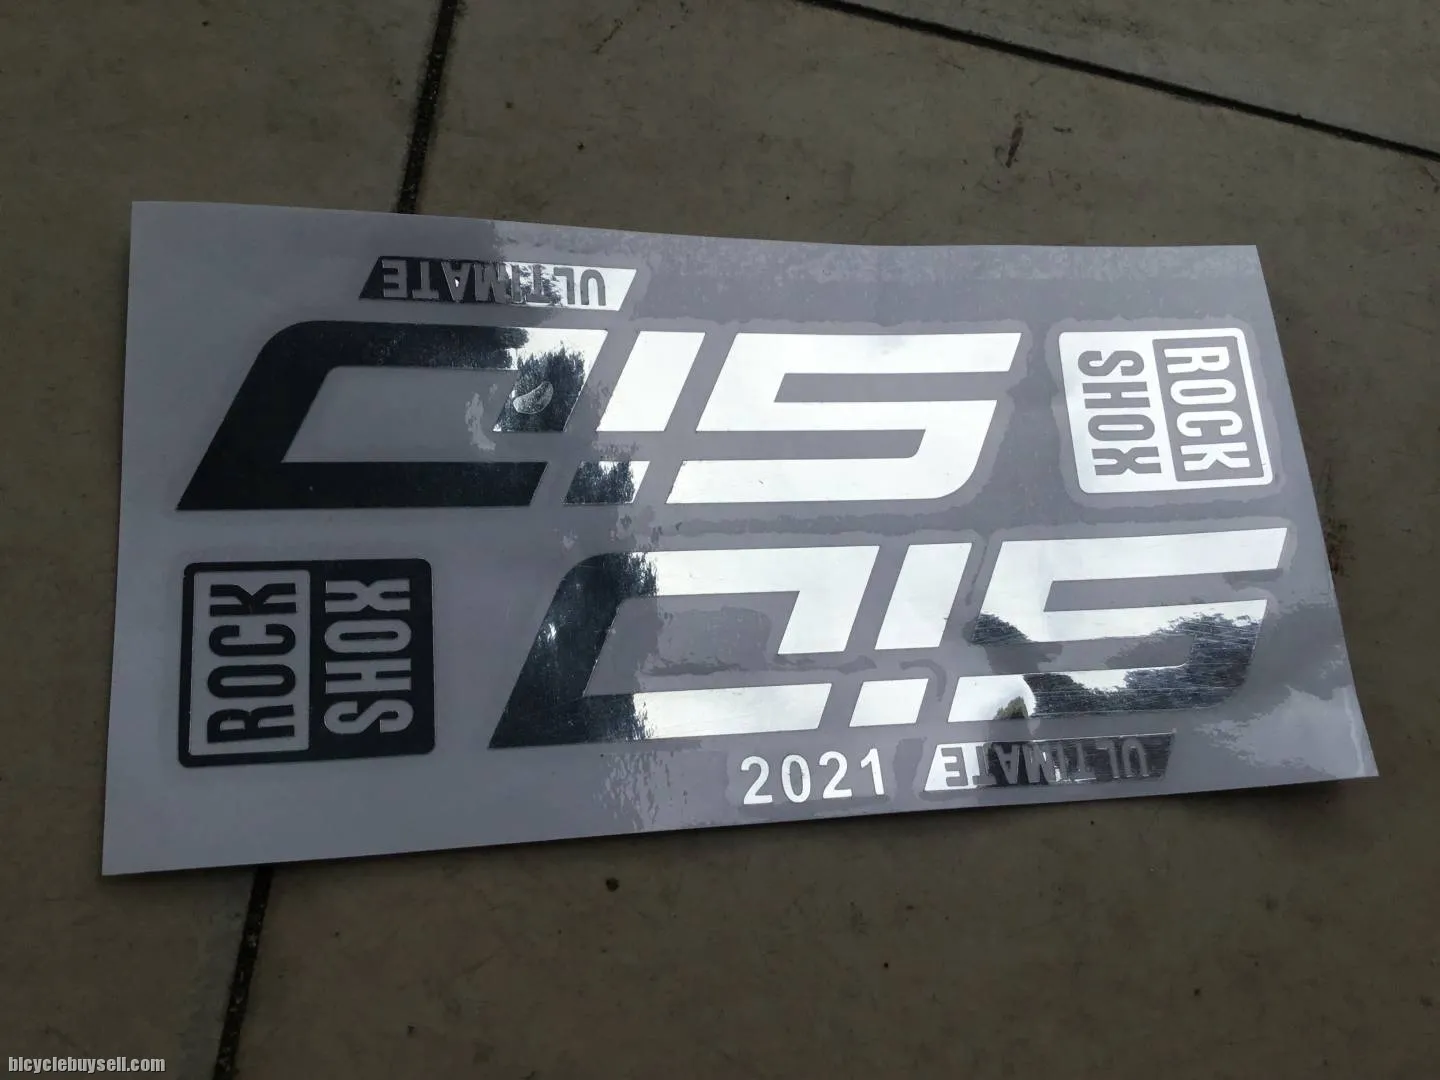 ULTIMATE
SID
ROCK
SHOX
ROCK
SHOX
SID
2021
ULTIMATE
bicyclebuysell.com